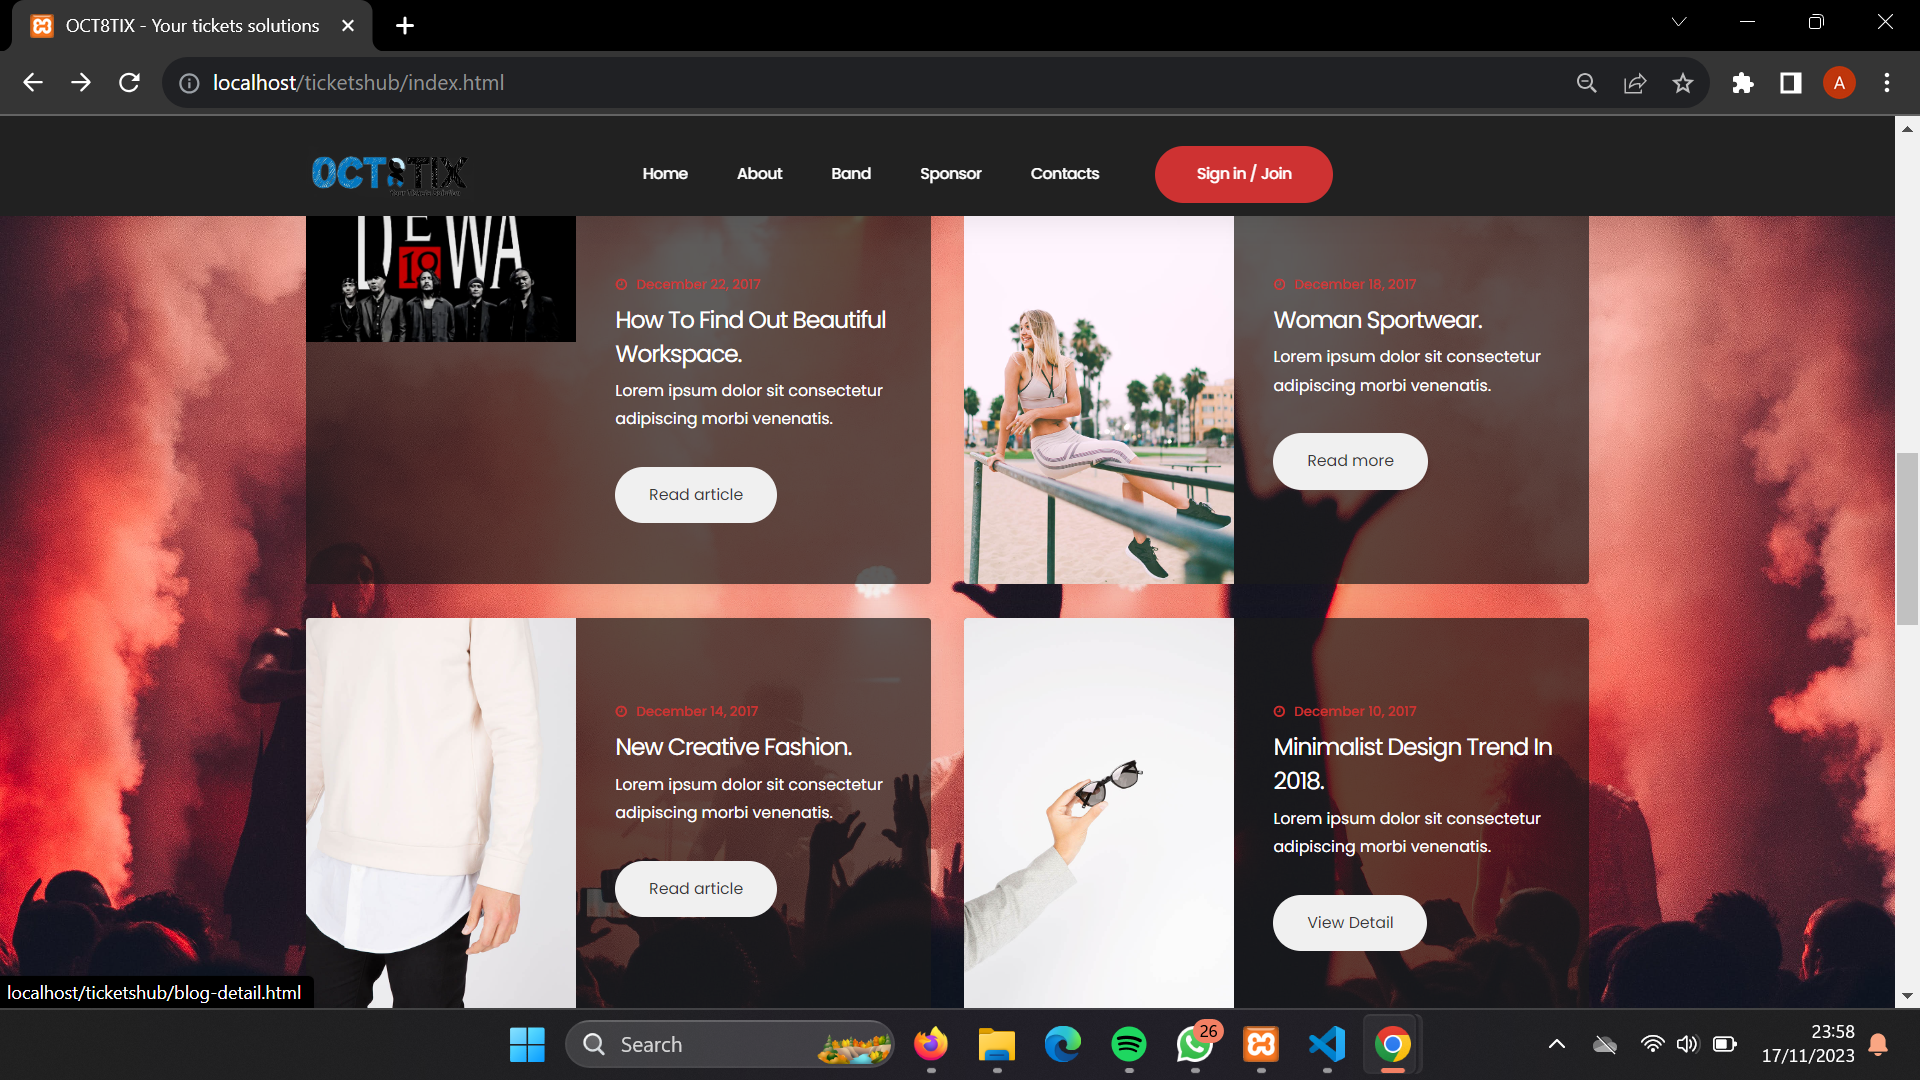 OCT8TIX - Your tickets solutions
localhost/ticketshub/index.html
A
OCT8TIX
Home
About
Band
Sponsor
Contacts
Sign in / Join
DEWA
18
December 22, 2017
How To Find Out Beautiful
Workspace.
Lorem ipsum dolor sit consectetur
adipiscing morbi venenatis.
Read article
December 18, 2017
Woman Sportwear.
Lorem ipsum dolor sit consectetur
adipiscing morbi venenatis.
Read more
December 14, 2017
New Creative Fashion.
Lorem ipsum dolor sit consectetur
adipiscing morbi venenatis.
Read article
December 10, 2017
Minimalist Design Trend In
2018.
Lorem ipsum dolor sit consectetur
adipiscing morbi venenatis.
View Detail
localhost/ticketshub/blog-detail.html
Search
26
23:58
17/11/2023